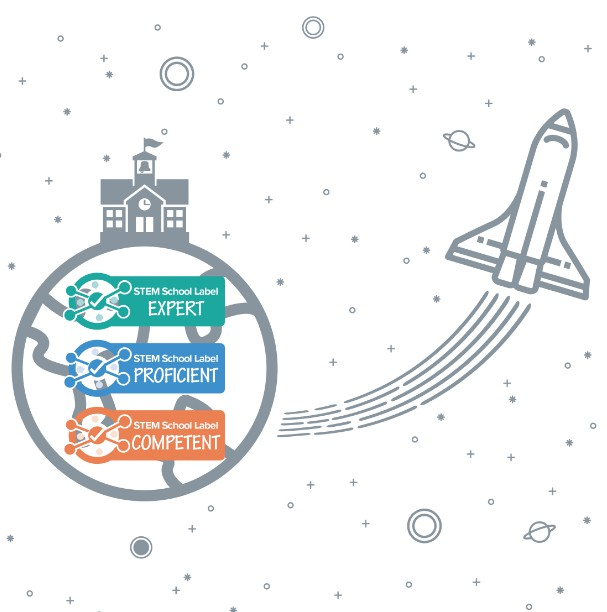 STEM School Label
EXPERT
STEM School Label
PROFICIENT
STEM School Label
COMPETENT